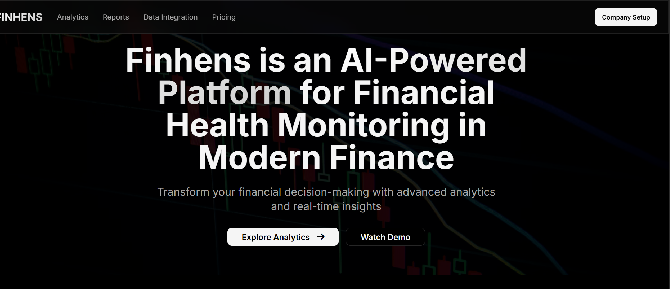 FINHENS Analytics Reports Data Integration Pricing Company Setup
Finhens is an AI-Powered
Platform for Financial
Health Monitoring in
Modern Finance
Transform your financial decision-making with advanced analytics
and real-time insights
Explore Analytics → Watch Demo